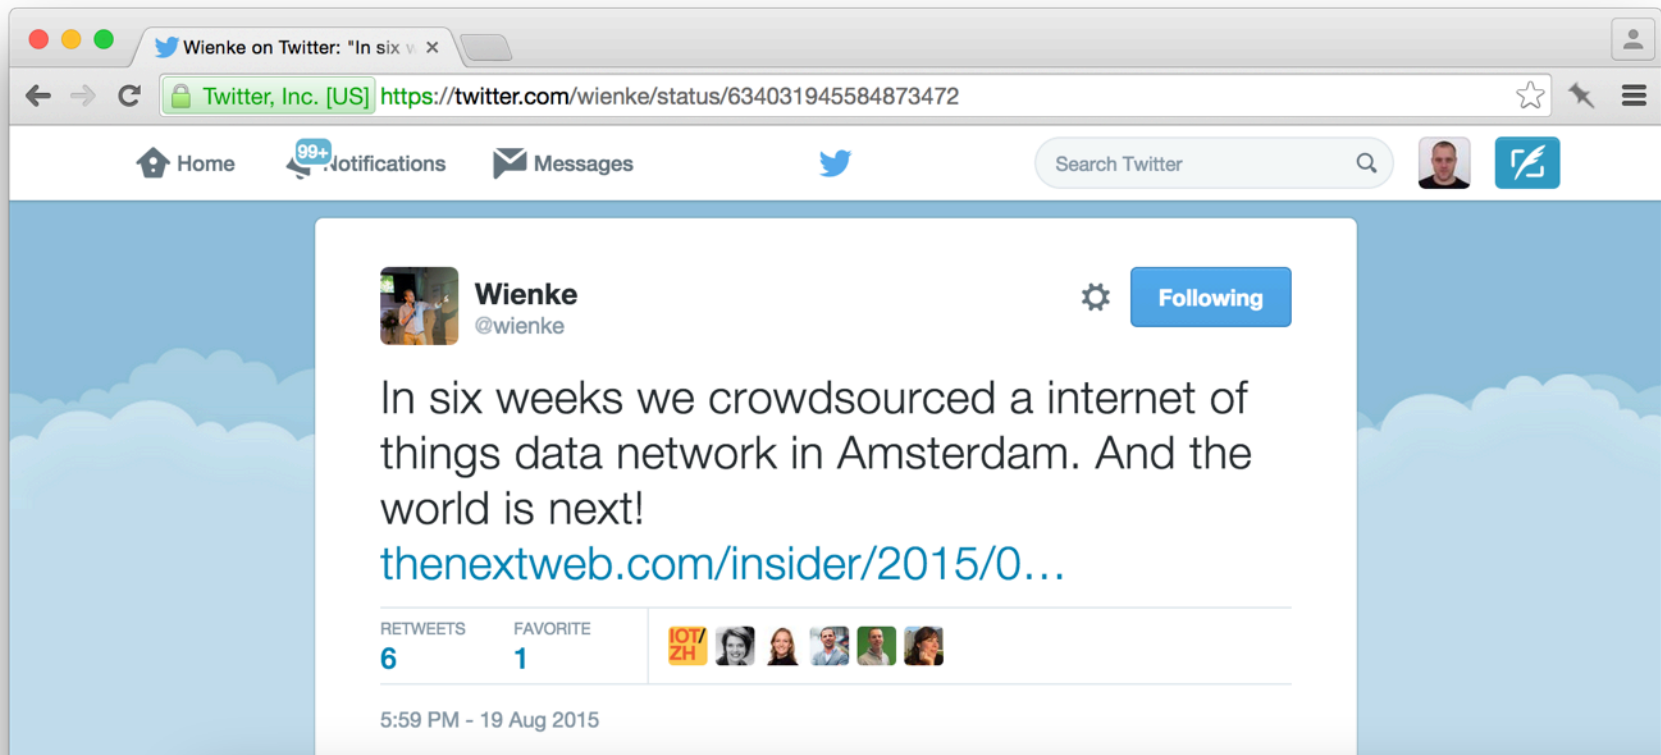 Wienke on Twitter: "In six w
Twitter, Inc. [US] https://twitter.com/wienke/status/634031945584873472
Home 99+ Notifications Messages Search Twitter
Wienke
@wienke
Following
In six weeks we crowdsourced a internet of
things data network in Amsterdam. And the
world is next!
thenextweb.com/insider/2015/0...
RETWEETS FAVORITE
6 1
IOT/
ZH
5:59 PM - 19 Aug 2015